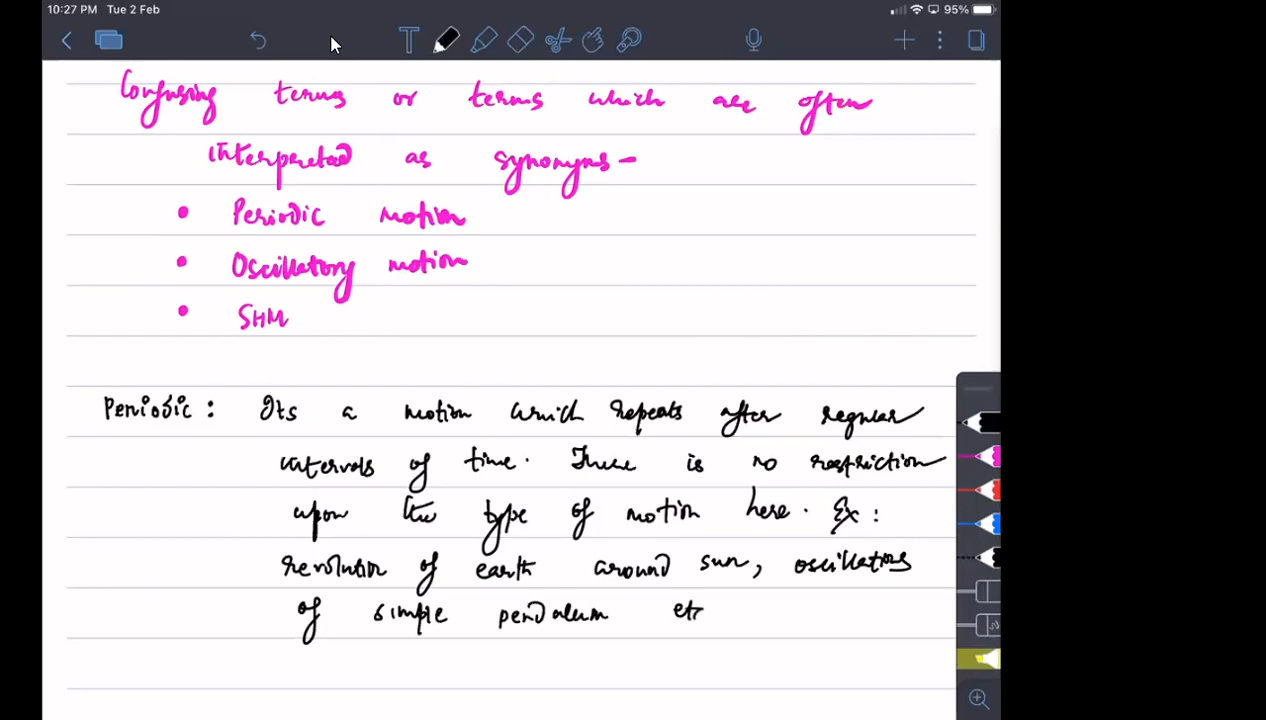 10:27 PM Tue 2 Feb 95%
Confusing terms or terms which are often
interpreted as synonyms-
• Periodic motion
• Oscillatory motion
• SHM
Periodic : Its a motion which repeats after regular
intervals of time. There is no restriction
upon the type of motion here. Ex :
revolution of earth around sun, oscillations
of simple pendulum etc